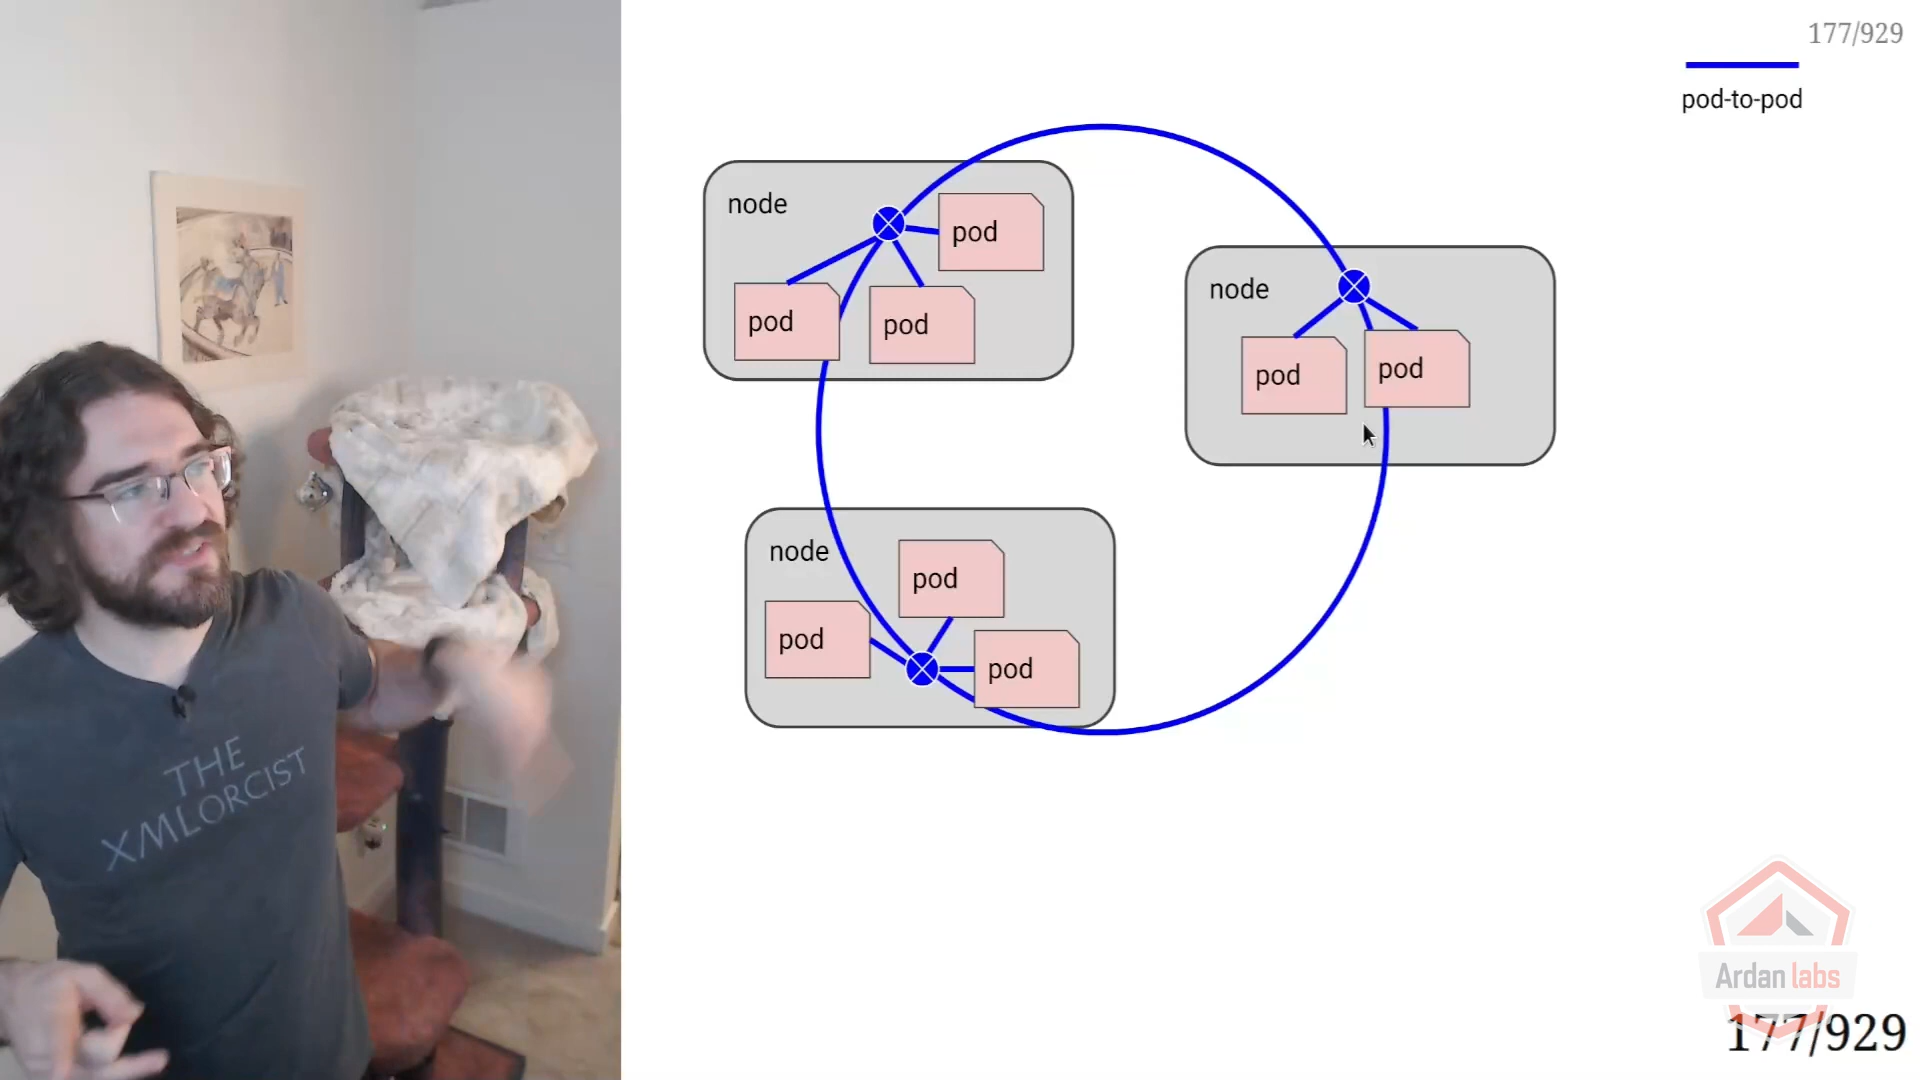 177/929
pod-to-pod
node
pod
pod
pod
node
pod
pod
node
pod
pod
pod
THE
XMLORCIST
Ardan labs
177/929